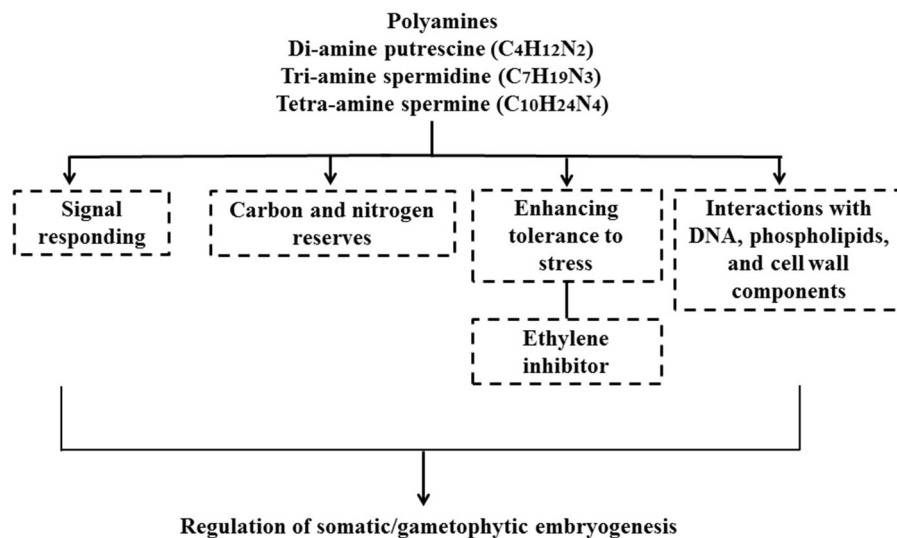 Polyamines
Di-amine putrescine (C4H12N2)
Tri-amine spermidine (C7H19N3)
Tetra-amine spermine (C10H24N4)
Signal
responding
Carbon and nitrogen
reserves
Enhancing
tolerance to
stress
Interactions with
DNA, phospholipids,
and cell wall
components
Ethylene
inhibitor
Regulation of somatic/gametophytic embryogenesis